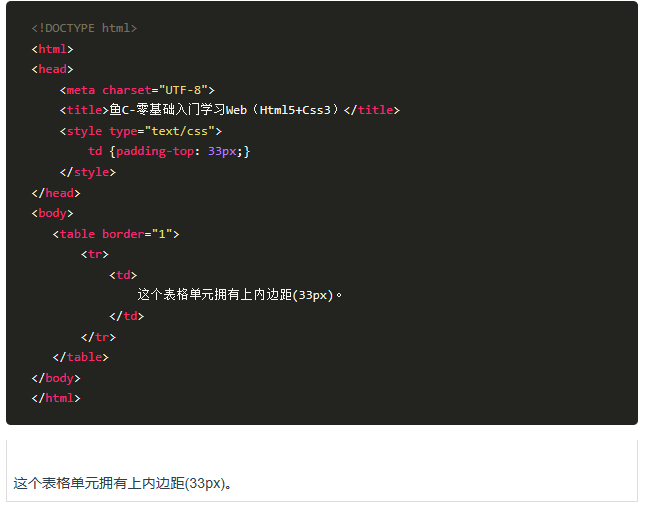 <!DOCTYPE html>
<html>
<head>
    <meta charset="UTF-8">
    <title>鱼C-零基础入门学习Web（Html5+Css3）</title>
    <style type="text/css">
        td {padding-top: 33px;}
    </style>
</head>
<body>
   <table border="1">
       <tr>
           <td>
               这个表格单元拥有上内边距(33px)。
           </td>
       </tr>
   </table>
</body>
</html>
这个表格单元拥有上内边距(33px)。